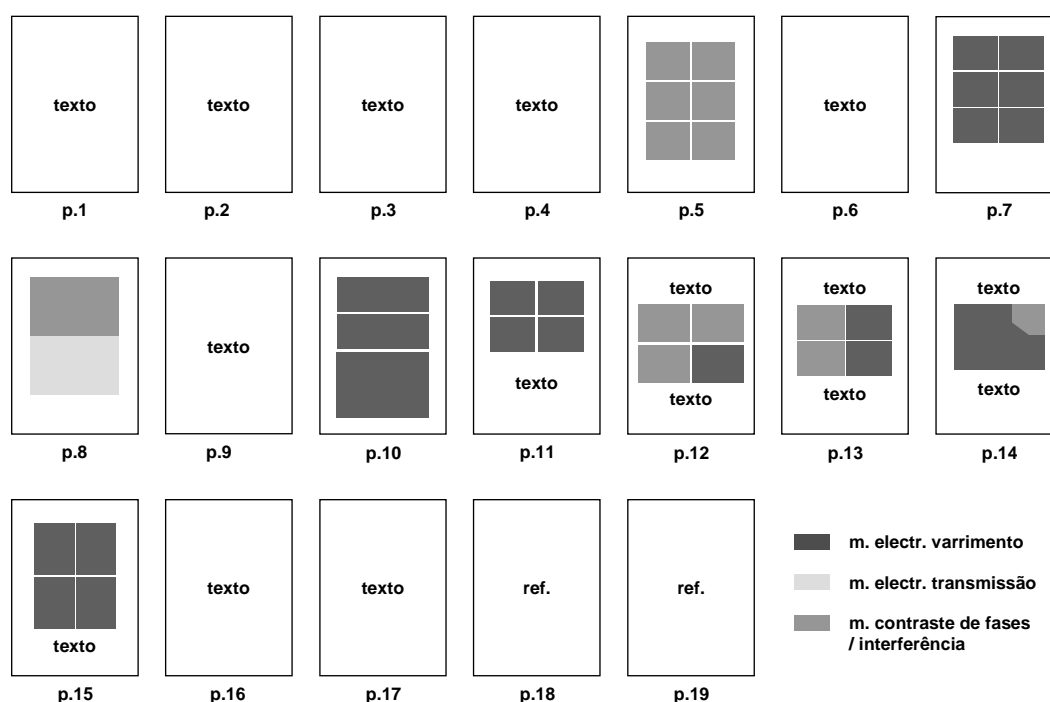 texto
texto
texto
texto
texto
p.1
p.2
p.3
p.4
p.5
p.6
p.7
texto
texto
texto
texto
texto
texto
texto
texto
p.8
p.9
p.10
p.11
p.12
p.13
p.14
texto
texto
texto
ref.
ref.
p.15
p.16
p.17
p.18
p.19
m. electr. varrimento
m. electr. transmissão
m. contraste de fases
/ interferência